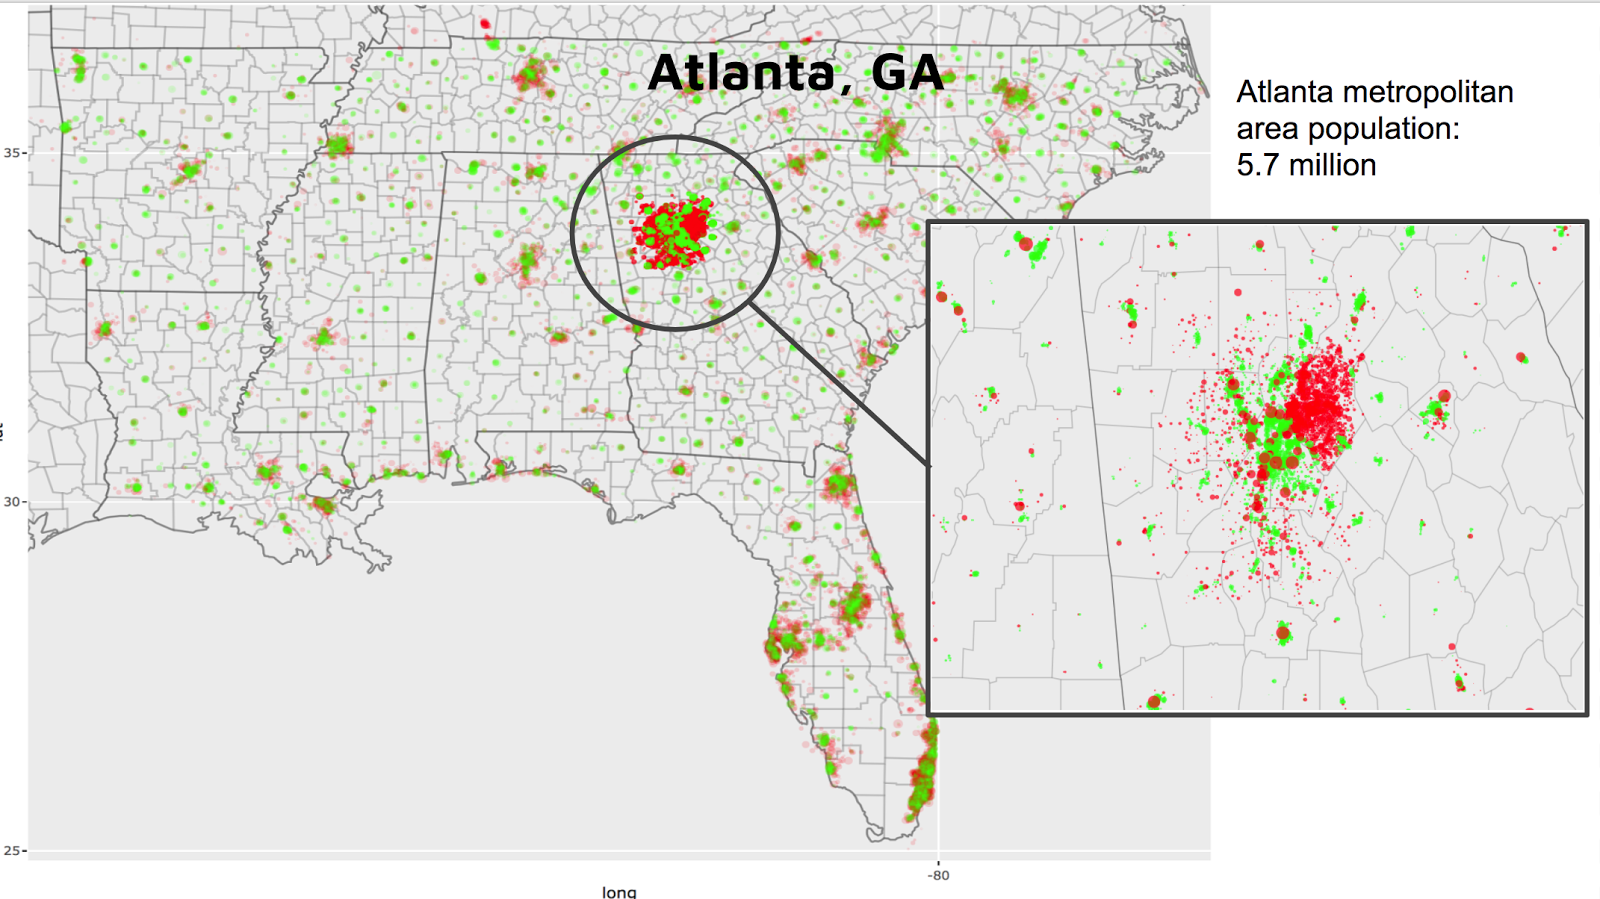 Atlanta, GA
Atlanta metropolitan
area population:
5.7 million
35
30
25
-80
long